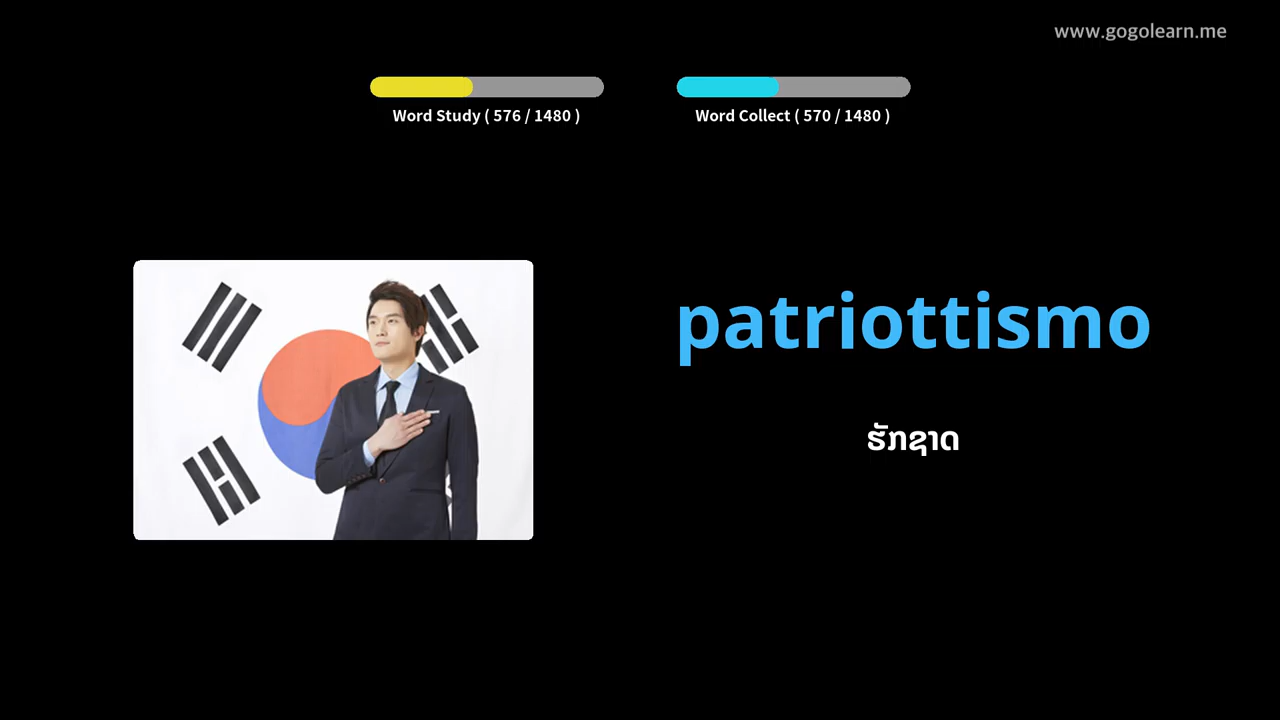 www.gogolearn.me
Word Study ( 576 / 1480 )
Word Collect ( 570 / 1480 )
patriottismo
ຮັກຊາດ